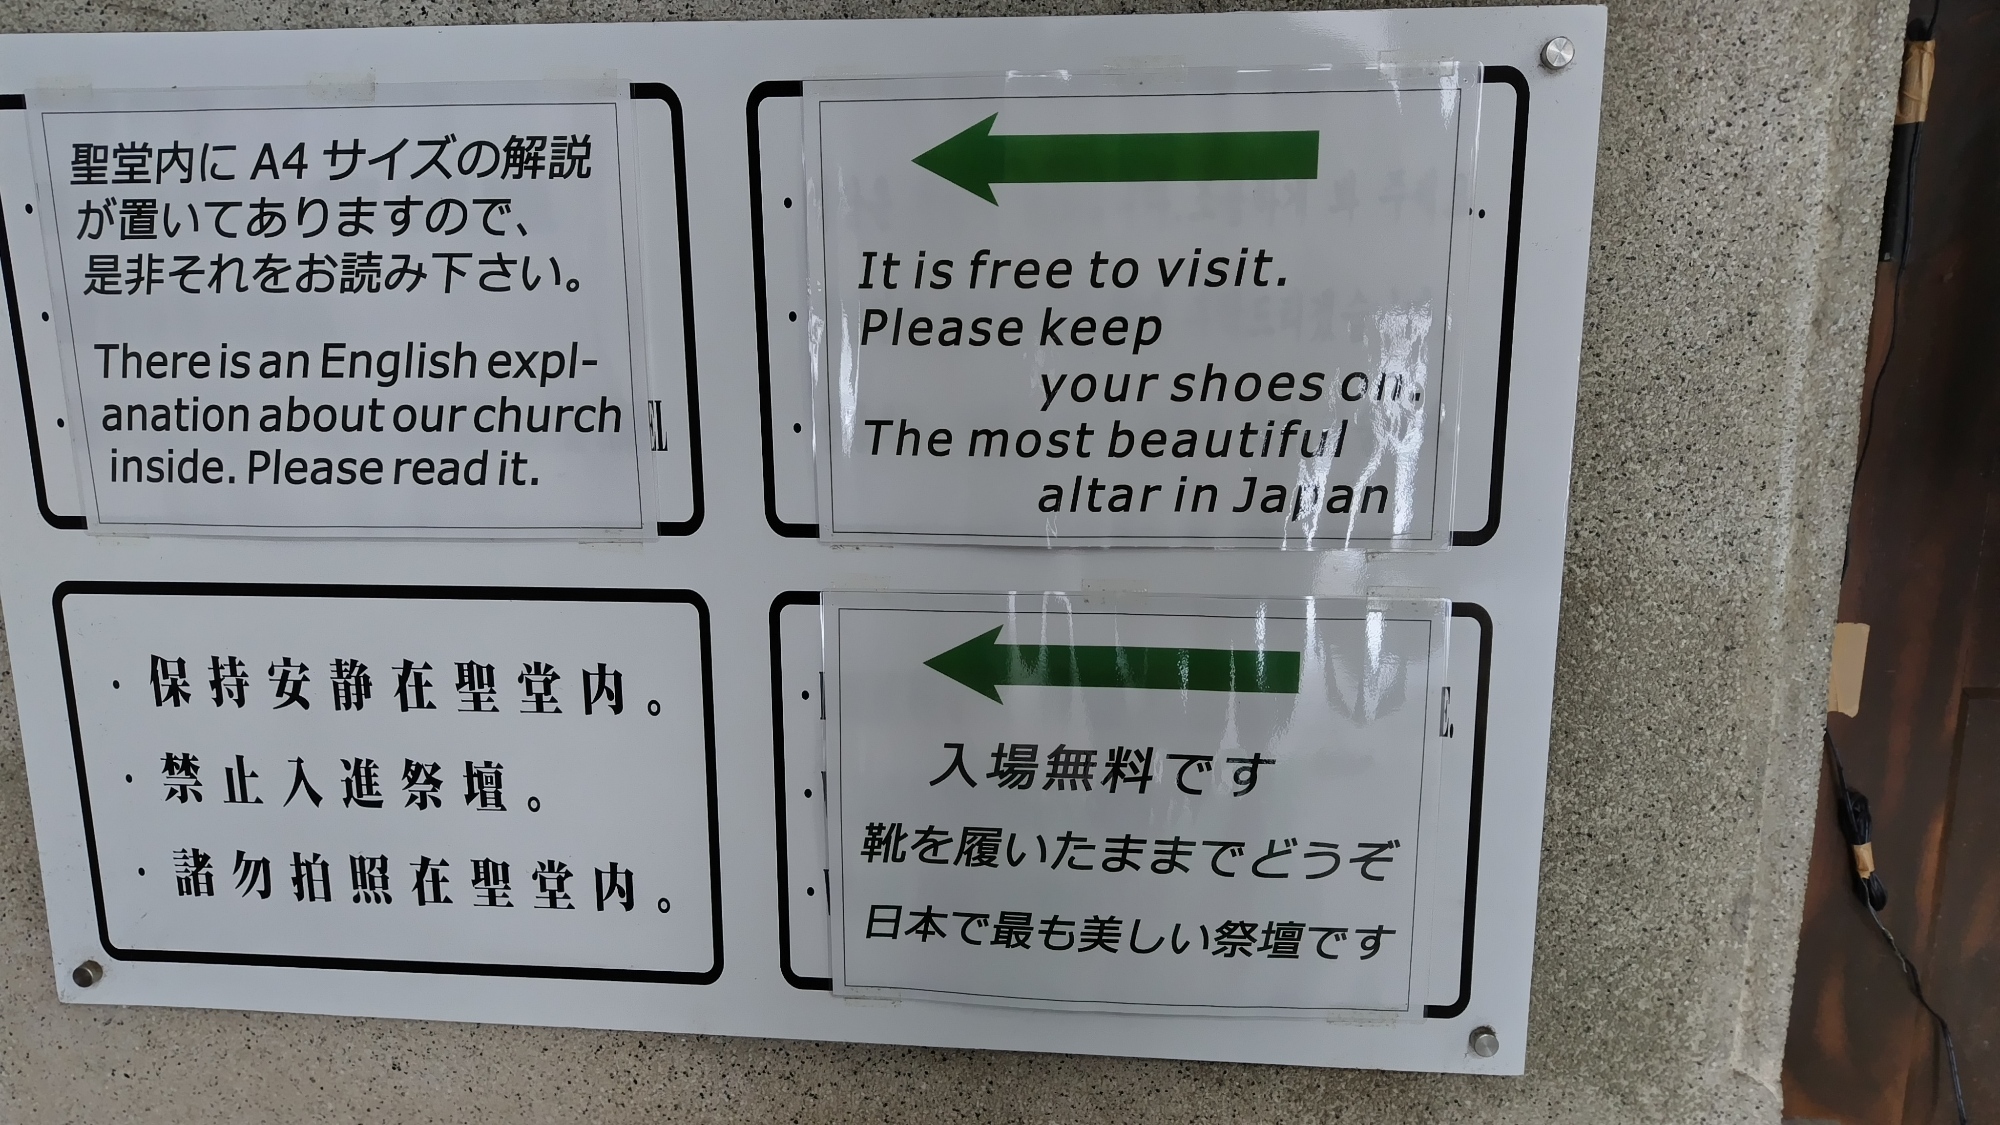 聖堂内に A4 サイズの解説
が置いてありますので、
是非それをお読み下さい。
There is an English expl-
anation about our church
inside. Please read it.
It is free to visit.
Please keep
your shoes on.
The most beautiful
altar in Japan
・保持安静在聖堂内。
・禁止入進祭壇。
・諸勿拍照在聖堂内。
入場無料です
靴を履いたままでどうぞ
日本で最も美しい祭壇です